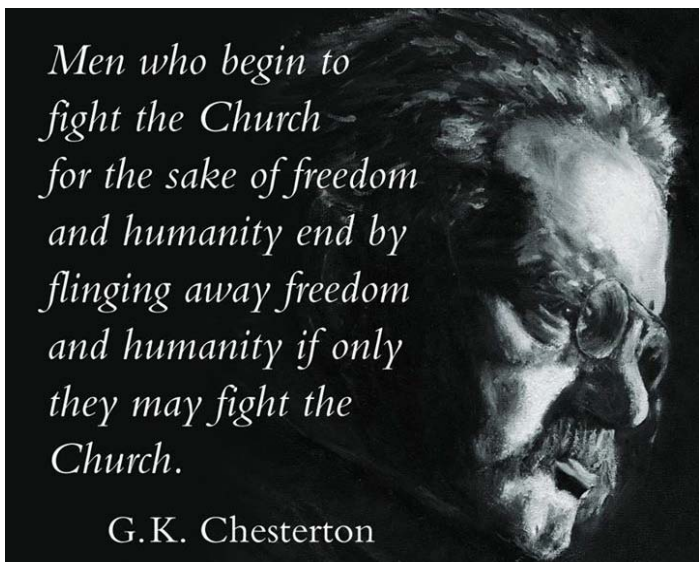 Men who begin to
fight the Church
for the sake of freedom
and humanity end by
flinging away freedom
and humanity if only
they may fight the
Church.
G.K. Chesterton